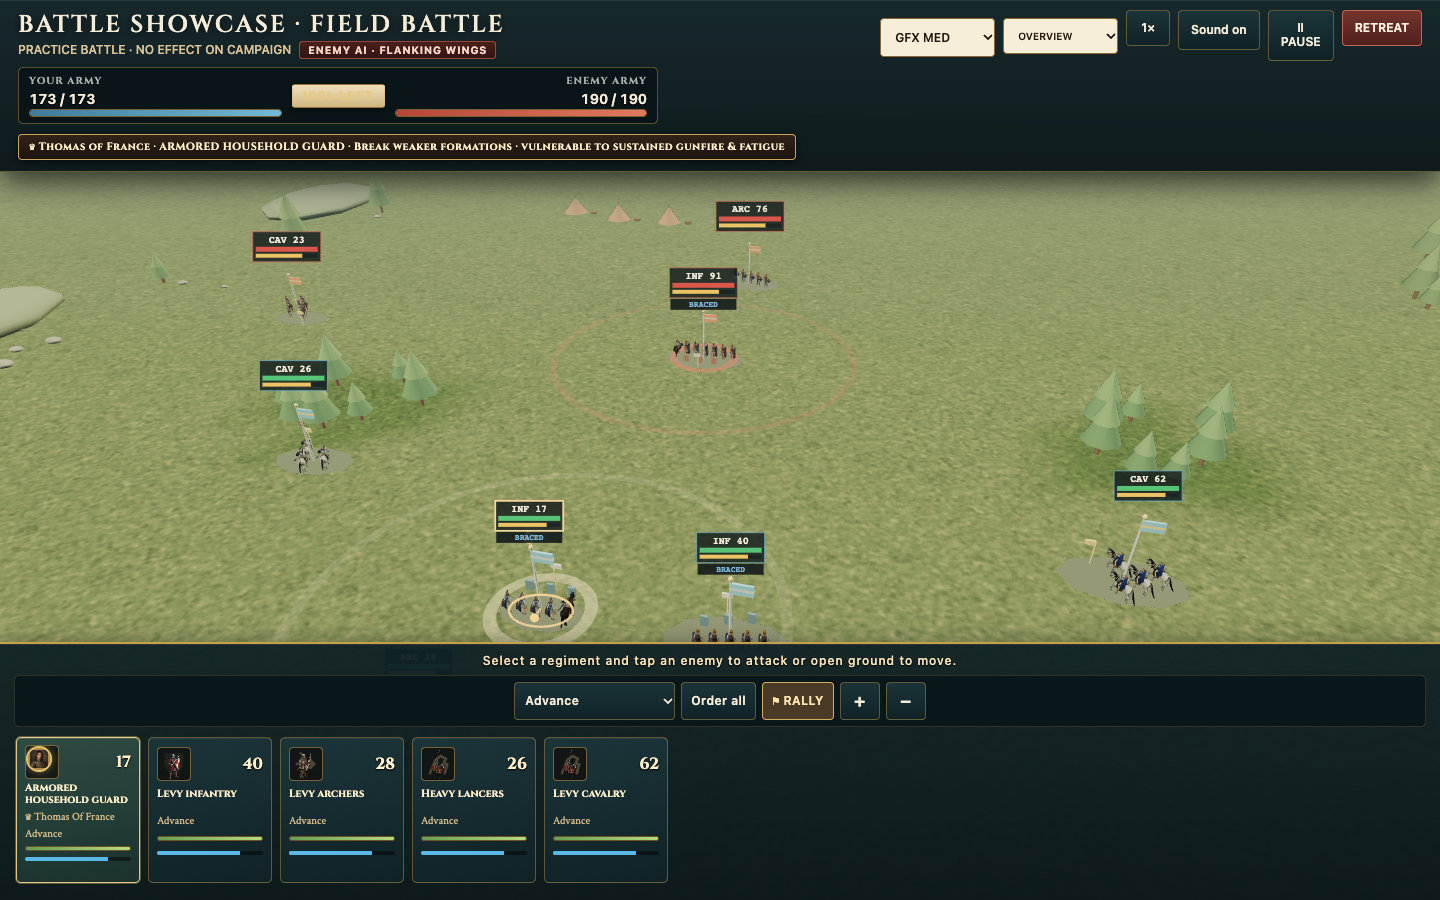 BATTLE SHOWCASE · FIELD BATTLE
PRACTICE BATTLE · NO EFFECT ON CAMPAIGN
ENEMY AI · FLANKING WINGS
GFX MED
OVERVIEW
1×
Sound on
II
PAUSE
RETREAT
YOUR ARMY
173 / 173
ENEMY ARMY
190 / 190
♛ Thomas of France · ARMORED HOUSEHOLD GUARD · Break weaker formations · vulnerable to sustained gunfire & fatigue
ARC 76
CAV 23
INF 91
BRACED
CAV 26
CAV 62
INF 17
BRACED
INF 40
BRACED
ARC 28
Select a regiment and tap an enemy to attack or open ground to move.
Advance
Order all
⚑ RALLY
+
−
17
Armored Household Guard
♛ Thomas Of France
Advance
40
Levy infantry
Advance
28
Levy archers
Advance
26
Heavy lancers
Advance
62
Levy cavalry
Advance